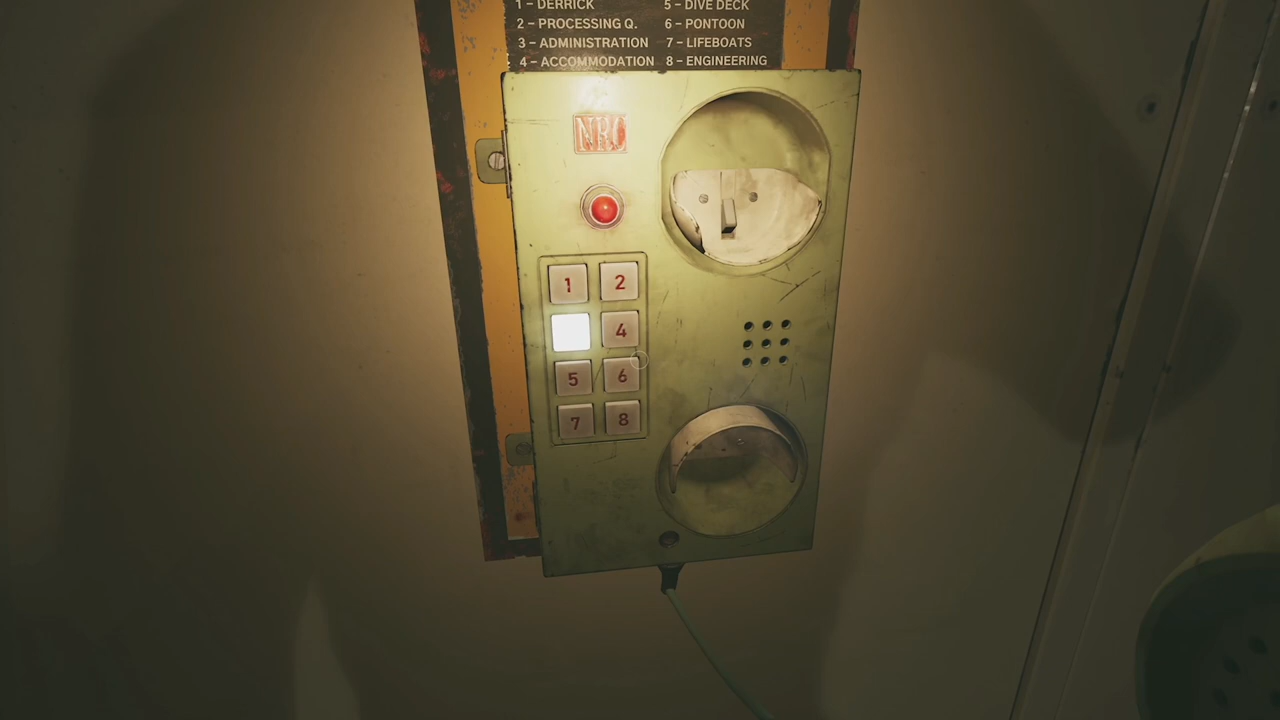 1 – DERRICK 5 – DIVE DECK
2 – PROCESSING Q. 6 – PONTOON
3 – ADMINISTRATION 7 – LIFEBOATS
4 – ACCOMMODATION 8 – ENGINEERING
1 2
4
5 6
7 8